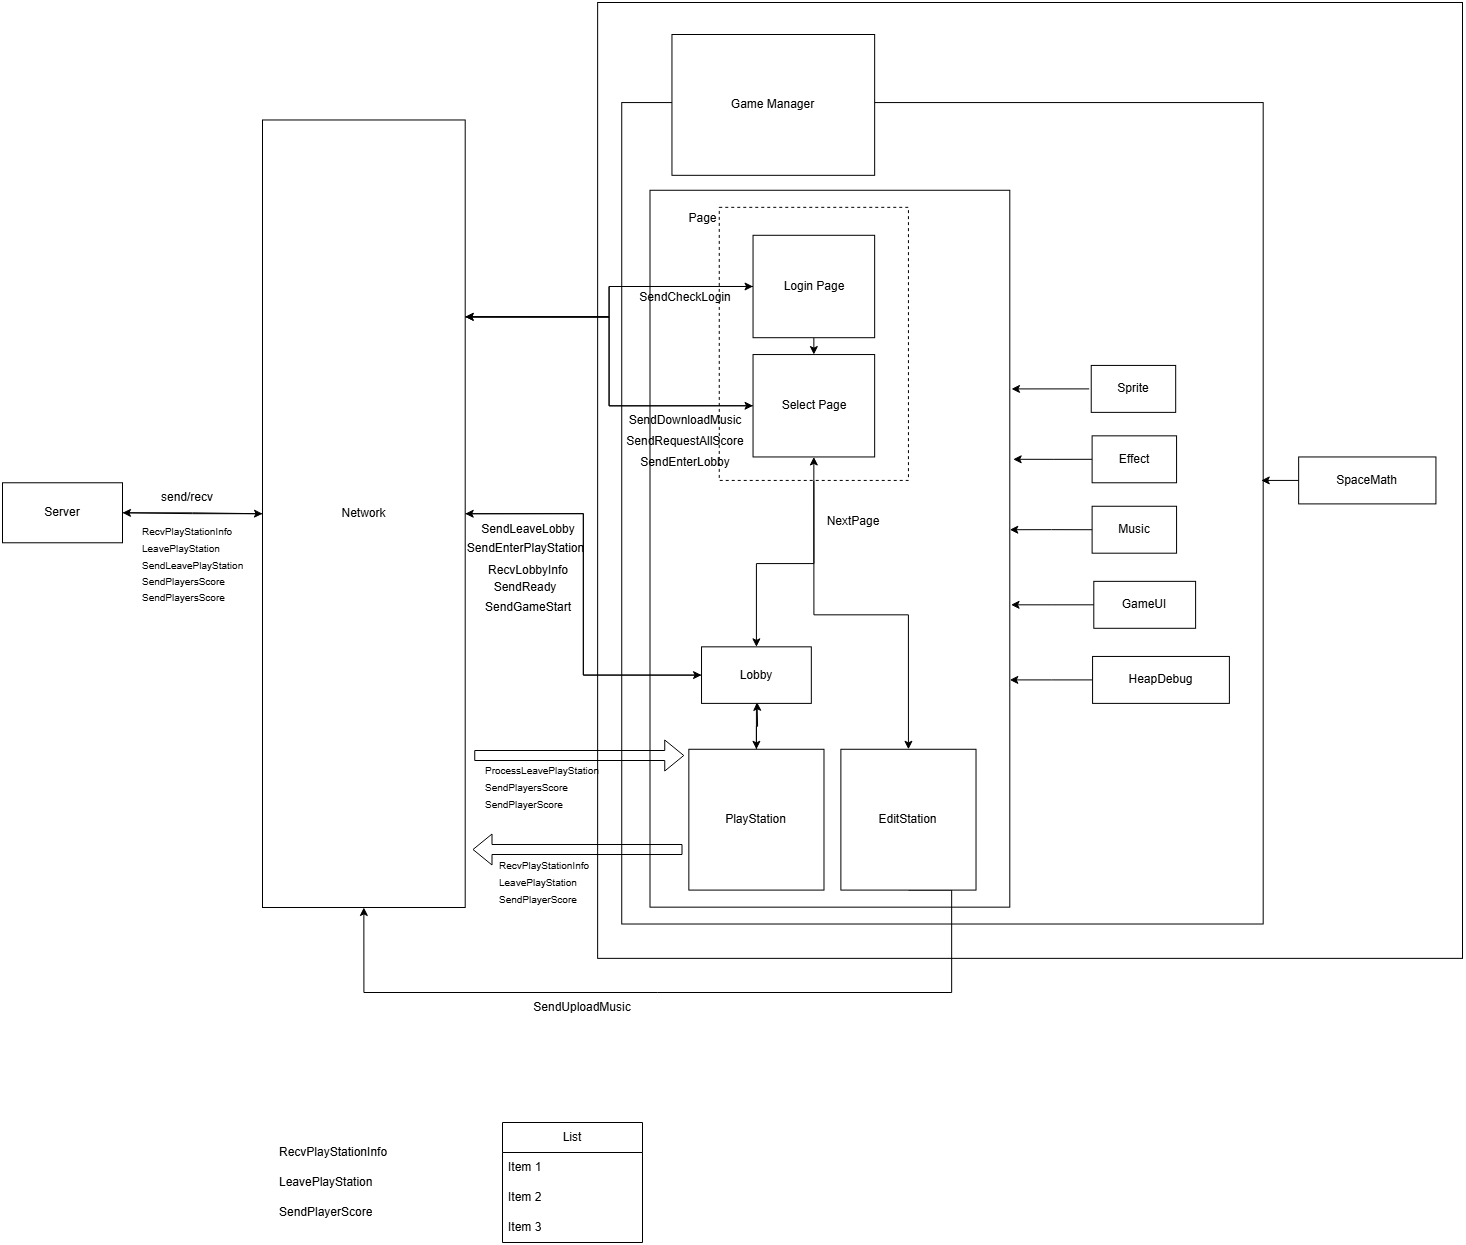 Game Manager
Page
Login Page
SendCheckLogin
Select Page
SendDownloadMusic
SendRequestAllScore
SendEnterLobby
Sprite
Effect
SpaceMath
Music
GameUI
HeapDebug
Server
send/recv
RecvPlayStationInfo
LeavePlayStation
SendLeavePlayStation
SendPlayersScore
SendPlayersScore
Network
NextPage
SendLeaveLobby
SendEnterPlayStation
RecvLobbyInfo
SendReady
SendGameStart
Lobby
ProcessLeavePlayStation
SendPlayersScore
SendPlayerScore
PlayStation
EditStation
RecvPlayStationInfo
LeavePlayStation
SendPlayerScore
SendUploadMusic
RecvPlayStationInfo
LeavePlayStation
SendPlayerScore
List
Item 1
Item 2
Item 3